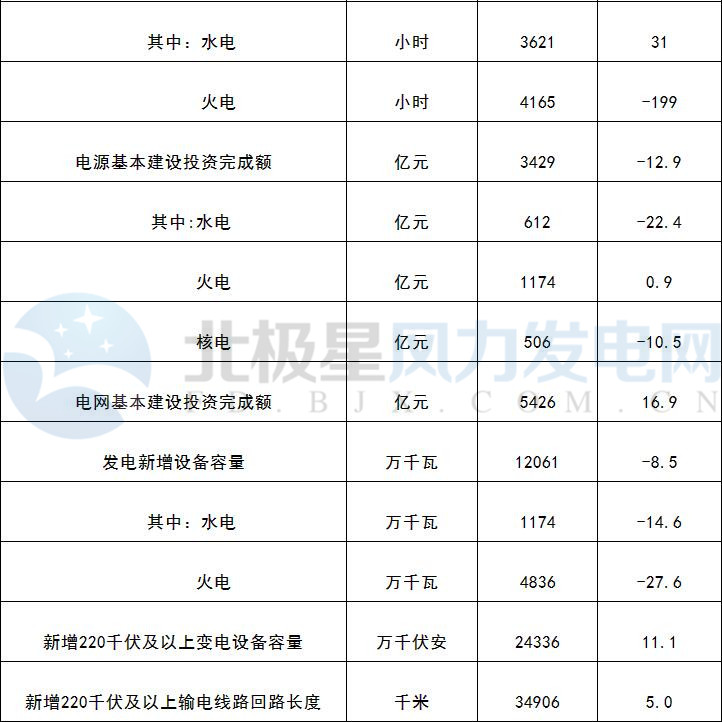 其中：水电 小时 3621 31
火电 小时 4165 -199
电源基本建设投资完成额 亿元 3429 -12.9
其中:水电 亿元 612 -22.4
火电 亿元 1174 0.9
核电 亿元 506 -10.5
北极星风力发电网
电网基本建设投资完成额 亿元 5426 16.9
FD.BJX.COM.CN
发电新增设备容量 万千瓦 12061 -8.5
其中：水电 万千瓦 1174 -14.6
火电 万千瓦 4836 -27.6
新增220千伏及以上变电设备容量 万千伏安 24336 11.1
新增220千伏及以上输电线路回路长度 千米 34906 5.0